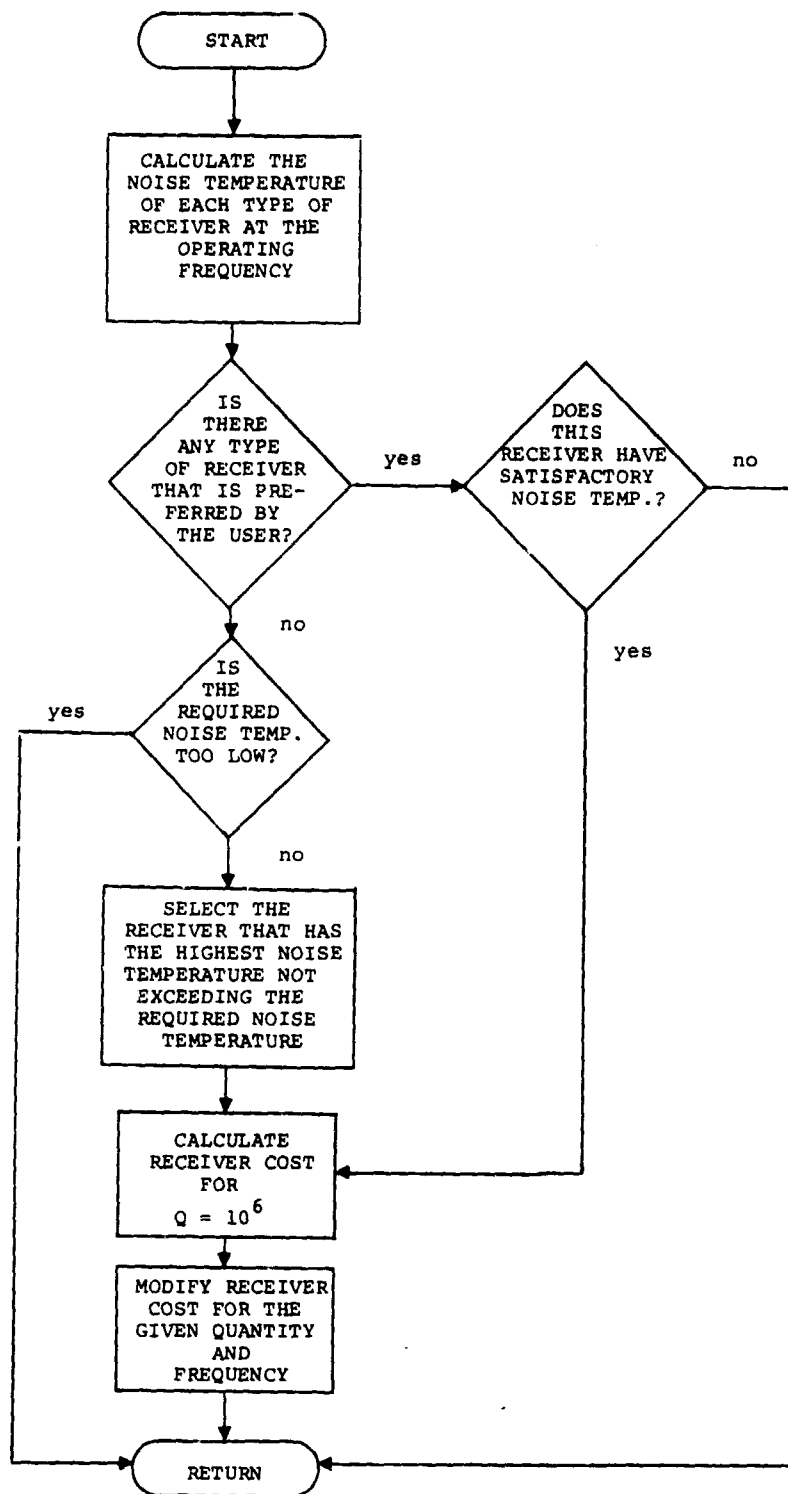 START
CALCULATE THE
NOISE TEMPERATURE
OF EACH TYPE OF
RECEIVER AT THE
OPERATING
FREQUENCY
IS
THERE
ANY TYPE
OF RECEIVER
THAT IS PRE-
FERRED BY
THE USER?
yes
DOES
THIS
RECEIVER HAVE
SATISFACTORY
NOISE TEMP.?
no
no
yes
IS
THE
REQUIRED
NOISE TEMP.
TOO LOW?
yes
no
SELECT THE
RECEIVER THAT HAS
THE HIGHEST NOISE
TEMPERATURE NOT
EXCEEDING THE
REQUIRED NOISE
TEMPERATURE
CALCULATE
RECEIVER COST
FOR
Q = 10^6
MODIFY RECEIVER
COST FOR THE
GIVEN QUANTITY
AND
FREQUENCY
RETURN